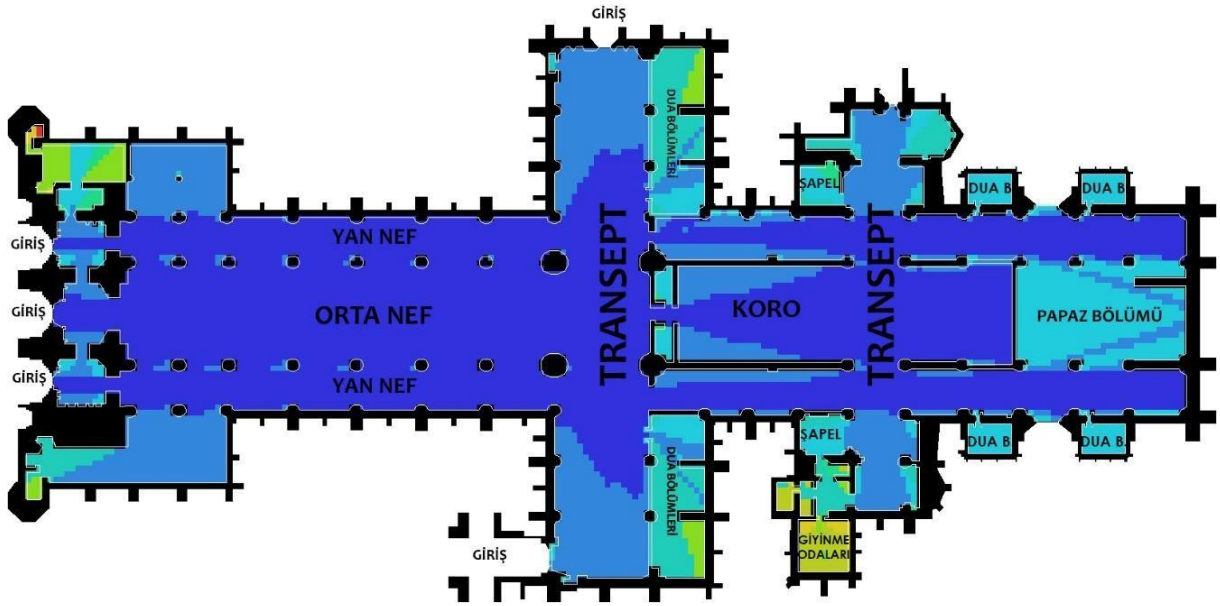 GİRİŞ
DUA BÖLÜMLERİ
ŞAPEL
DUA B
DUA B
GİRİŞ
YAN NEF
TRANSEPT
TRANSEPT
GİRİŞ
ORTA NEF
KORO
PAPAZ BÖLÜMÜ
GİRİŞ
YAN NEF
ŞAPEL
DUA B
DUA B.
DUA BÖLÜMLERİ
GİRİŞ
GİYİNME
ODALARI